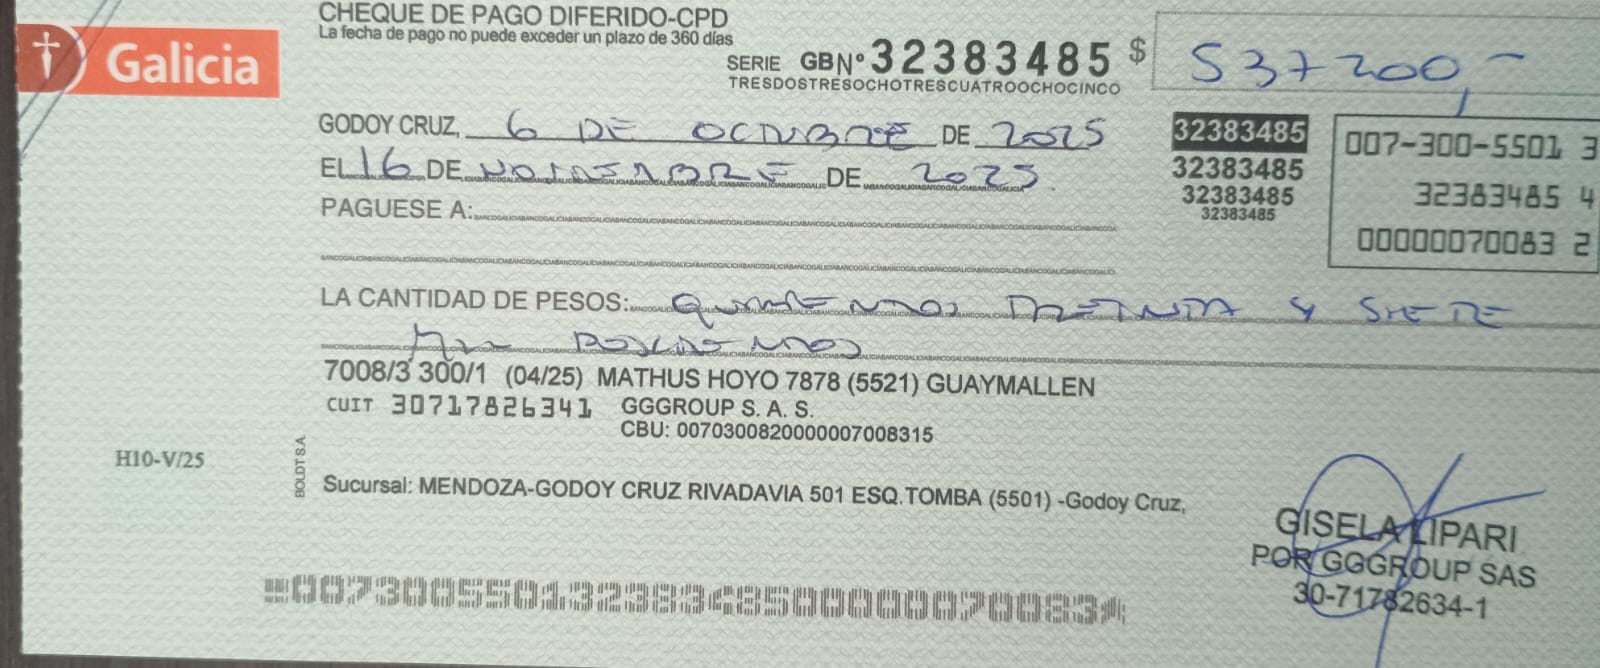 CHEQUE DE PAGO DIFERIDO-CPD
La fecha de pago no puede exceder un plazo de 360 días
Galicia
SERIE GB Nº 32383485 $ 537200,-
TRESDOSTRESOCHOTRESCUATROOCHOCINCO
GODOY CRUZ, 6 DE OCTUBRE DE 2025
EL 16 DE NOVIEMBRE DE 2025
32383485
32383485
32383485
32383485
007-300-5501 3
32383485 4
00000070083 2
PAGUESE A:
LA CANTIDAD DE PESOS: QUINIENTOS TREINTA Y SIETE
MIL DOSCIENTOS
7008/3 300/1 (04/25) MATHUS HOYO 7878 (5521) GUAYMALLEN
CUIT 30717826341 GGGROUP S. A. S.
CBU: 0070300820000007008315
H10-V/25
BOLDT S.A.
Sucursal: MENDOZA-GODOY CRUZ RIVADAVIA 501 ESQ.TOMBA (5501) -Godoy Cruz,
GISELA LIPARI
POR GGGROUP SAS
30-71782634-1
00730055013238348500000700834